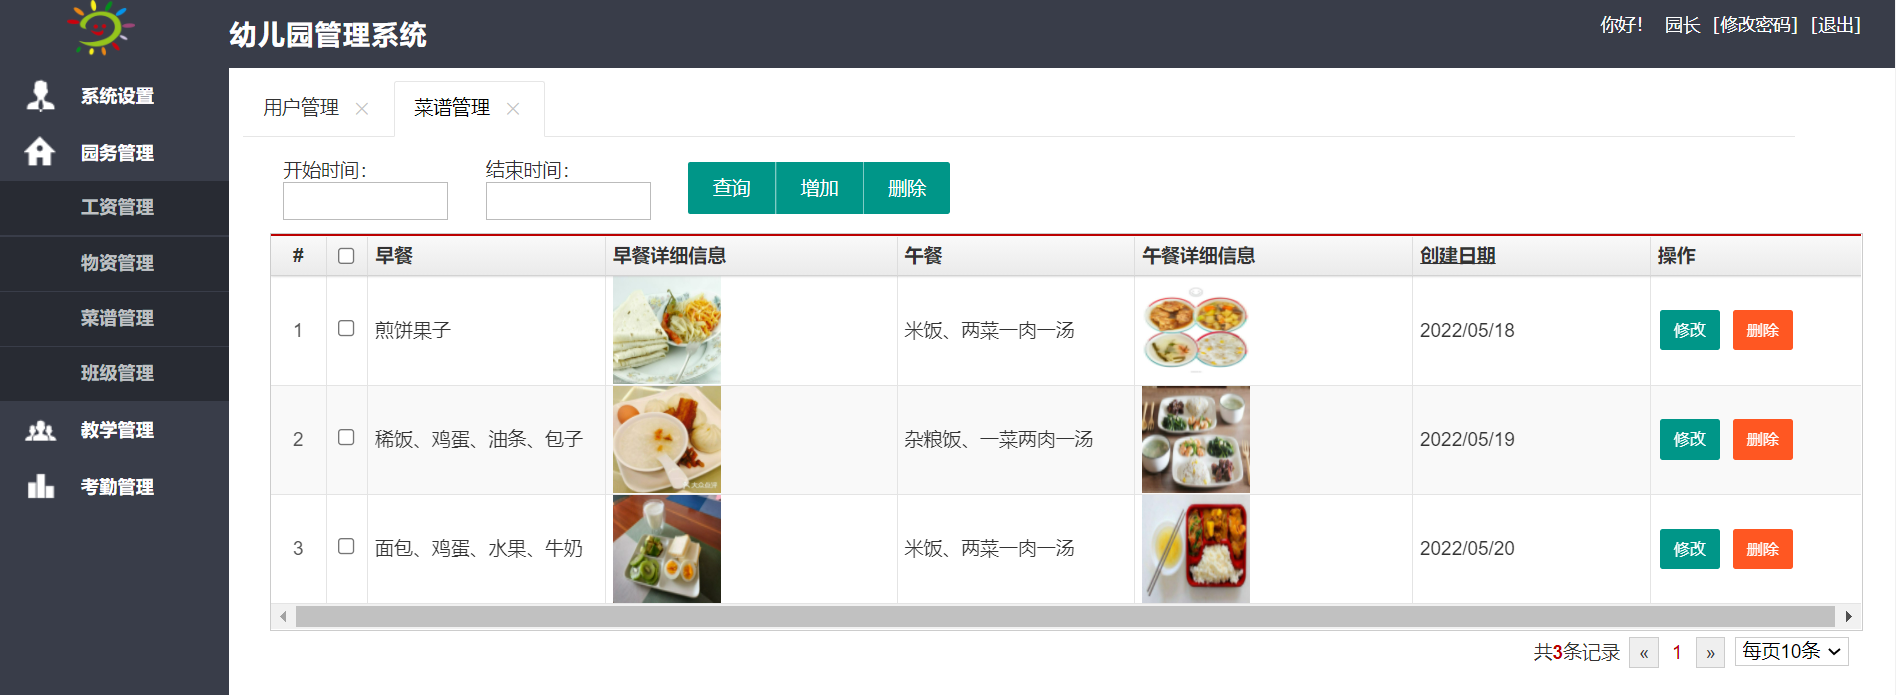 幼儿园管理系统
你好！ 园长 [修改密码] [退出]
系统设置
园务管理
工资管理
物资管理
菜谱管理
班级管理
教学管理
考勤管理
用户管理 × 菜谱管理 ×
开始时间： 结束时间： 查询 增加 删除
# 早餐 早餐详细信息 午餐 午餐详细信息 创建日期 操作
1 煎饼果子 米饭、两菜一肉一汤 2022/05/18 修改 删除
2 稀饭、鸡蛋、油条、包子 杂粮饭、一菜两肉一汤 2022/05/19 修改 删除
3 面包、鸡蛋、水果、牛奶 米饭、两菜一肉一汤 2022/05/20 修改 删除
共3条记录 « 1 » 每页10条